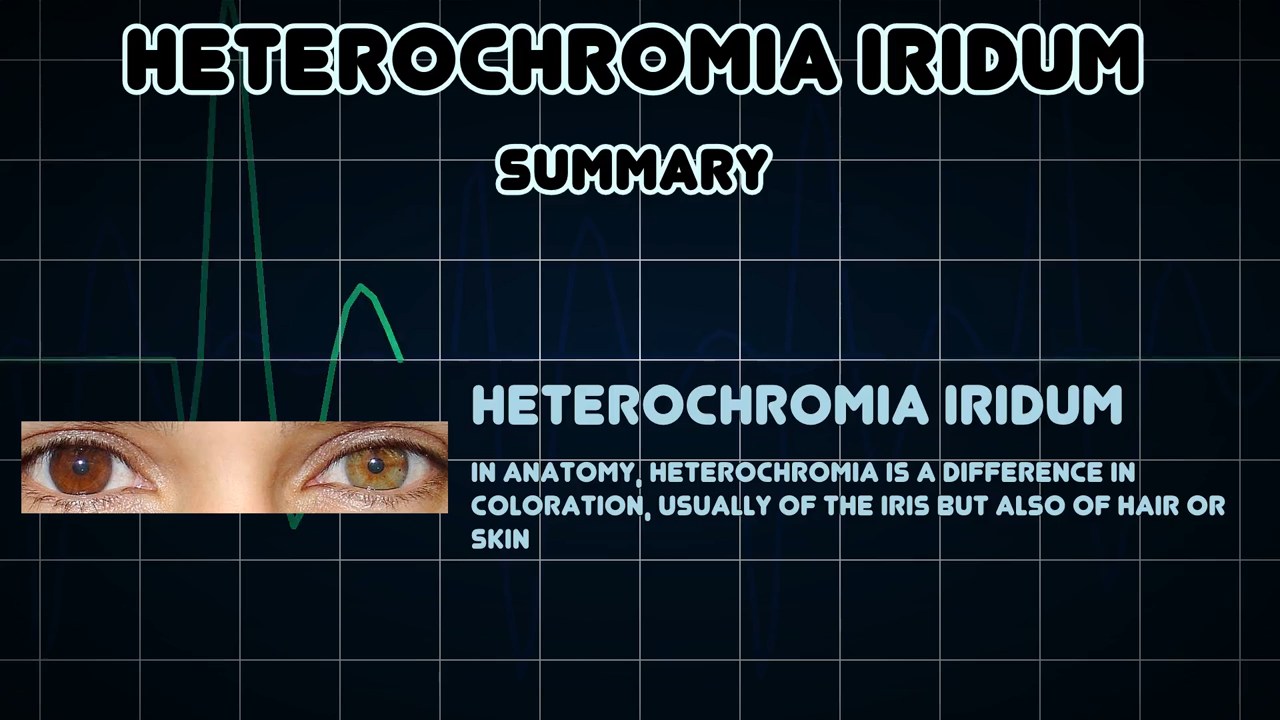 HETEROCHROMIA IRIDUM
SUMMARY
HETEROCHROMIA IRIDUM
IN ANATOMY, HETEROCHROMIA IS A DIFFERENCE IN
COLORATION, USUALLY OF THE IRIS BUT ALSO OF HAIR OR
SKIN